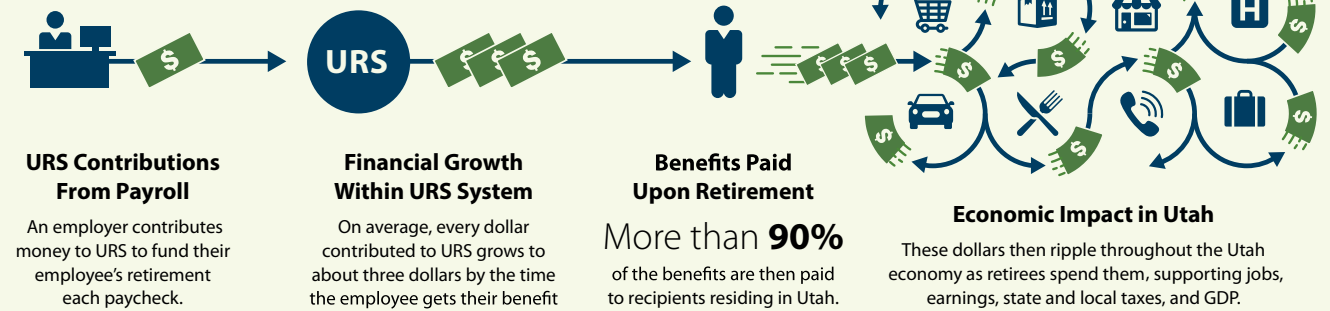 URS
H
URS Contributions
From Payroll
An employer contributes
money to URS to fund their
employee's retirement
each paycheck.
Financial Growth
Within URS System
On average, every dollar
contributed to URS grows to
about three dollars by the time
the employee gets their benefit
Benefits Paid
Upon Retirement
More than 90%
of the benefits are then paid
to recipients residing in Utah.
Economic Impact in Utah
These dollars then ripple throughout the Utah
economy as retirees spend them, supporting jobs,
earnings, state and local taxes, and GDP.